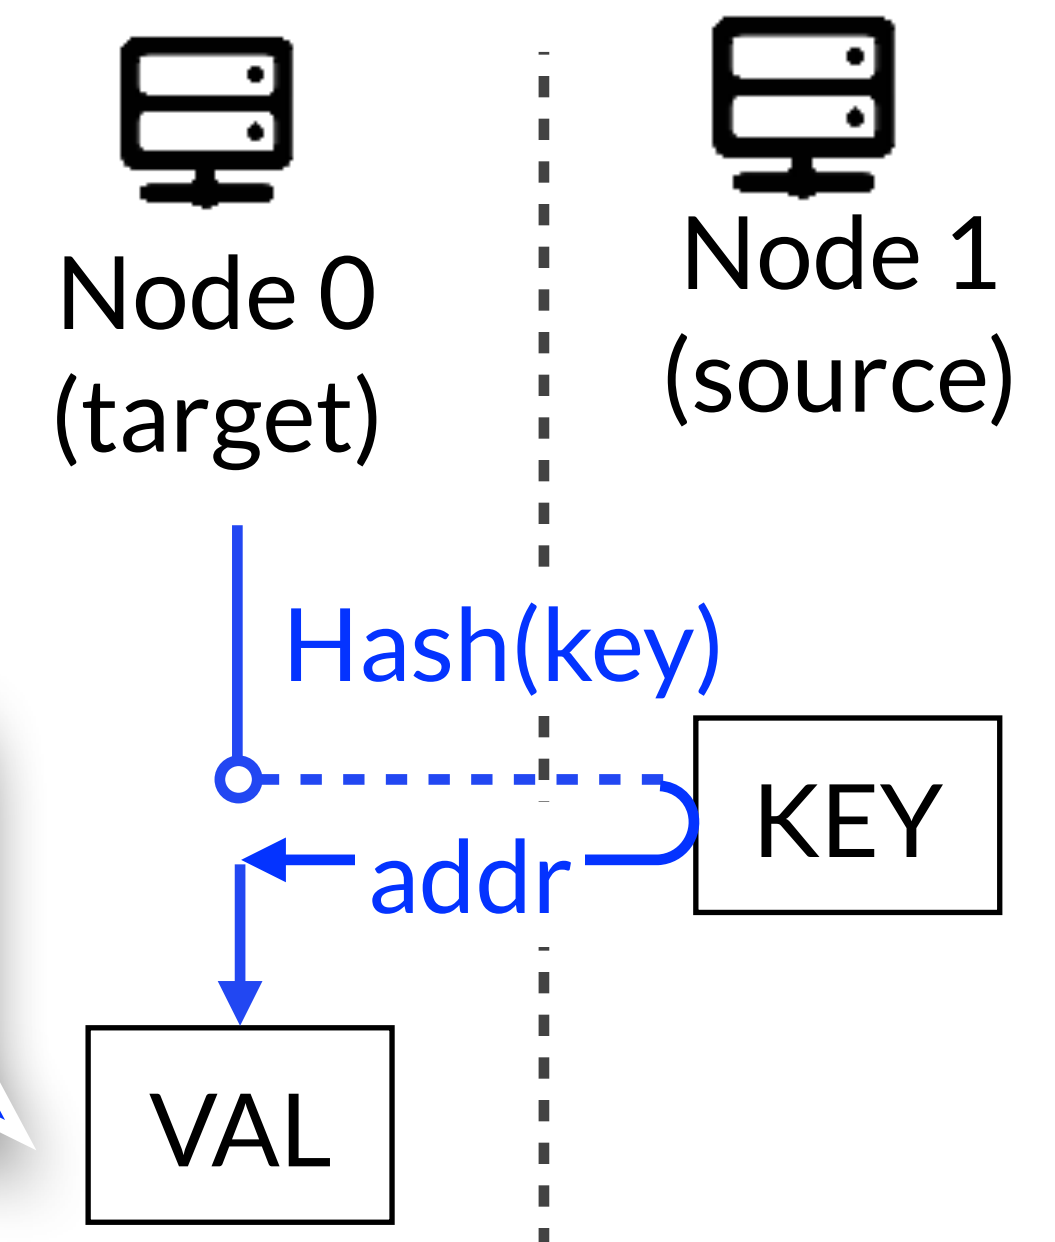 Node 0
(target)
Node 1
(source)
Hash(key)
KEY
addr
VAL